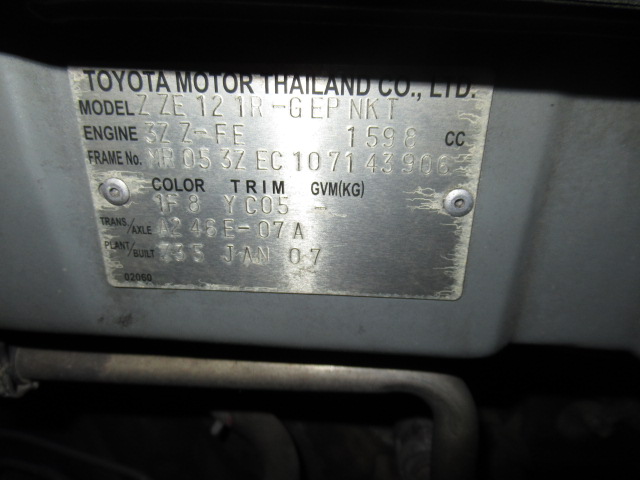 TOYOTA MOTOR THAILAND CO., LTD.
MODEL ZZE121R-GEPNKT
ENGINE 3ZZ-FE 1598 CC
FRAME No. MR053ZEC107143906
COLOR TRIM GVM(KG)
1F8 YC05 -
TRANS./AXLE A246E-07A
PLANT/BUILT JAN 07
02060